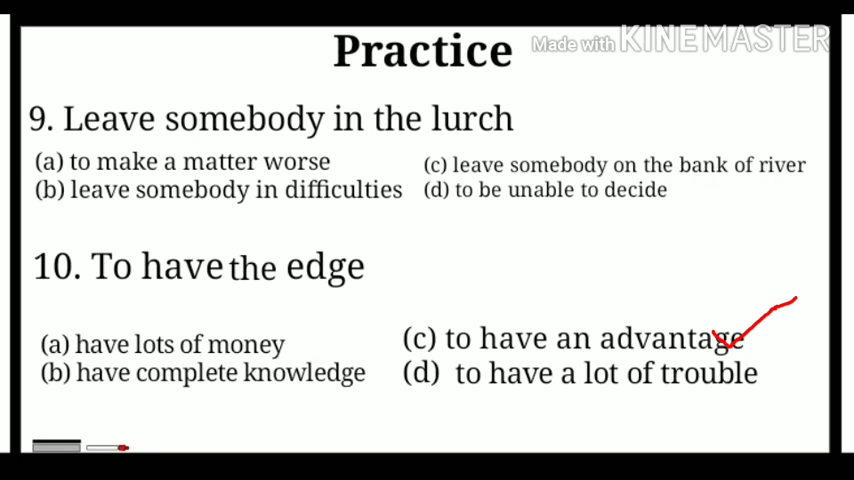 Practice
Made with KINEMASTER
9. Leave somebody in the lurch
(a) to make a matter worse
(b) leave somebody in difficulties
(c) leave somebody on the bank of river
(d) to be unable to decide
10. To have the edge
(a) have lots of money
(b) have complete knowledge
(c) to have an advantage
(d) to have a lot of trouble